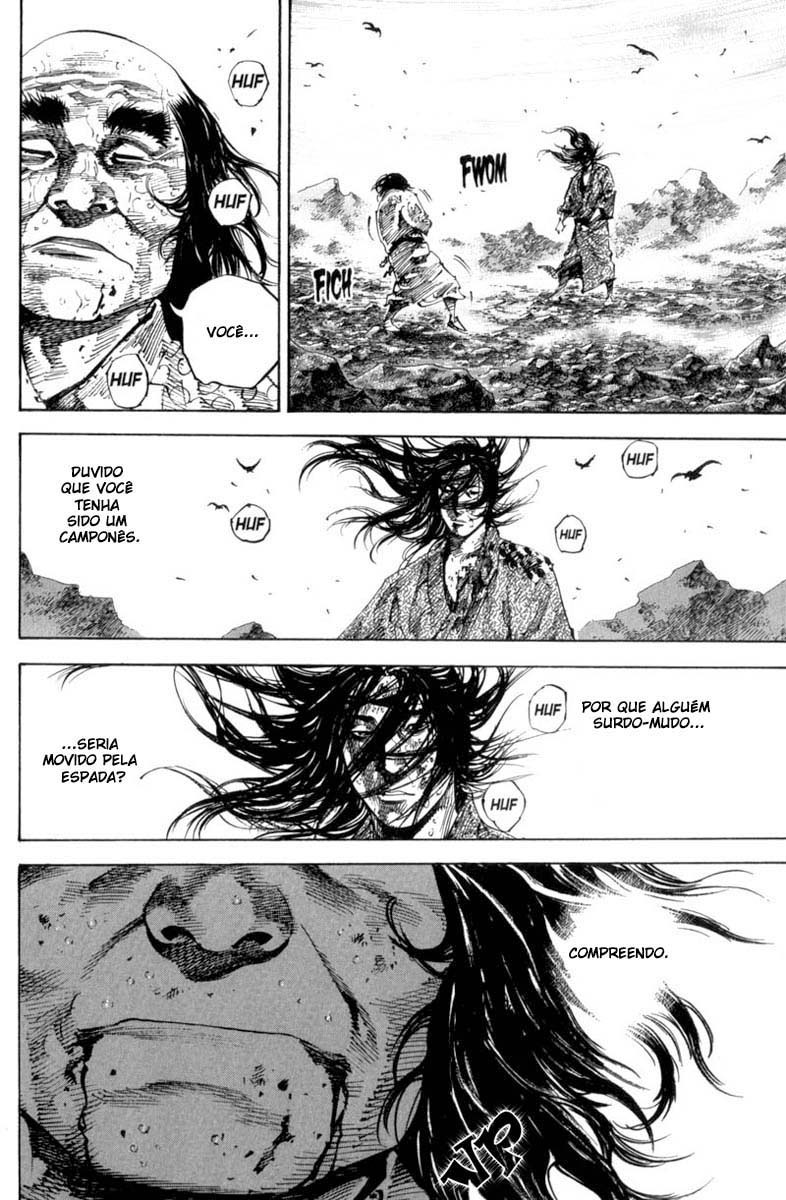 HUF
HUF
VOCÊ...
HUF
FWOM
FICH
DUVIDO
QUE VOCÊ
TENHA
SIDO UM
CAMPONÊS.
HUF
HUF
HUF
...SERIA
MOVIDO PELA
ESPADA?
HUF
POR QUE ALGUÉM
SURDO-MUDO...
HUF
COMPREENDO.
VUP